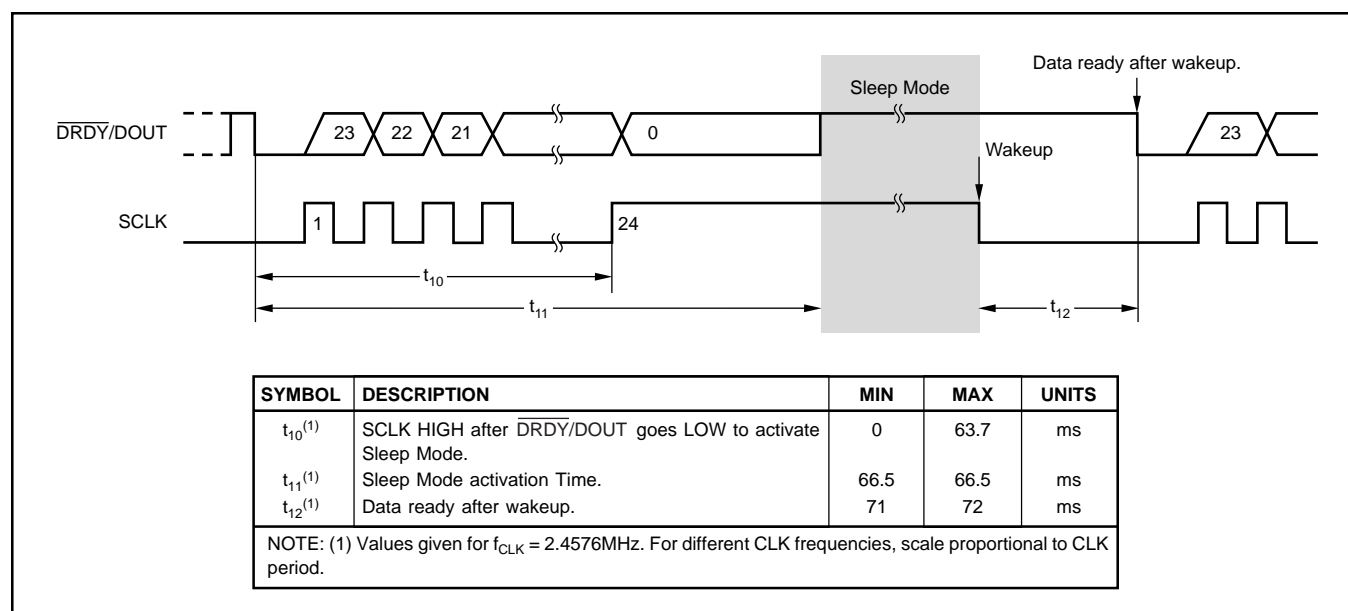 Data ready after wakeup.
Sleep Mode
DRDY/DOUT 23 22 21 0 23
Wakeup
SCLK 1 24
t10
t11 t12
SYMBOL DESCRIPTION MIN MAX UNITS
t10(1) SCLK HIGH after DRDY/DOUT goes LOW to activate 0 63.7 ms
Sleep Mode.
t11(1) Sleep Mode activation Time. 66.5 66.5 ms
t12(1) Data ready after wakeup. 71 72 ms
NOTE: (1) Values given for fCLK = 2.4576MHz. For different CLK frequencies, scale proportional to CLK
period.